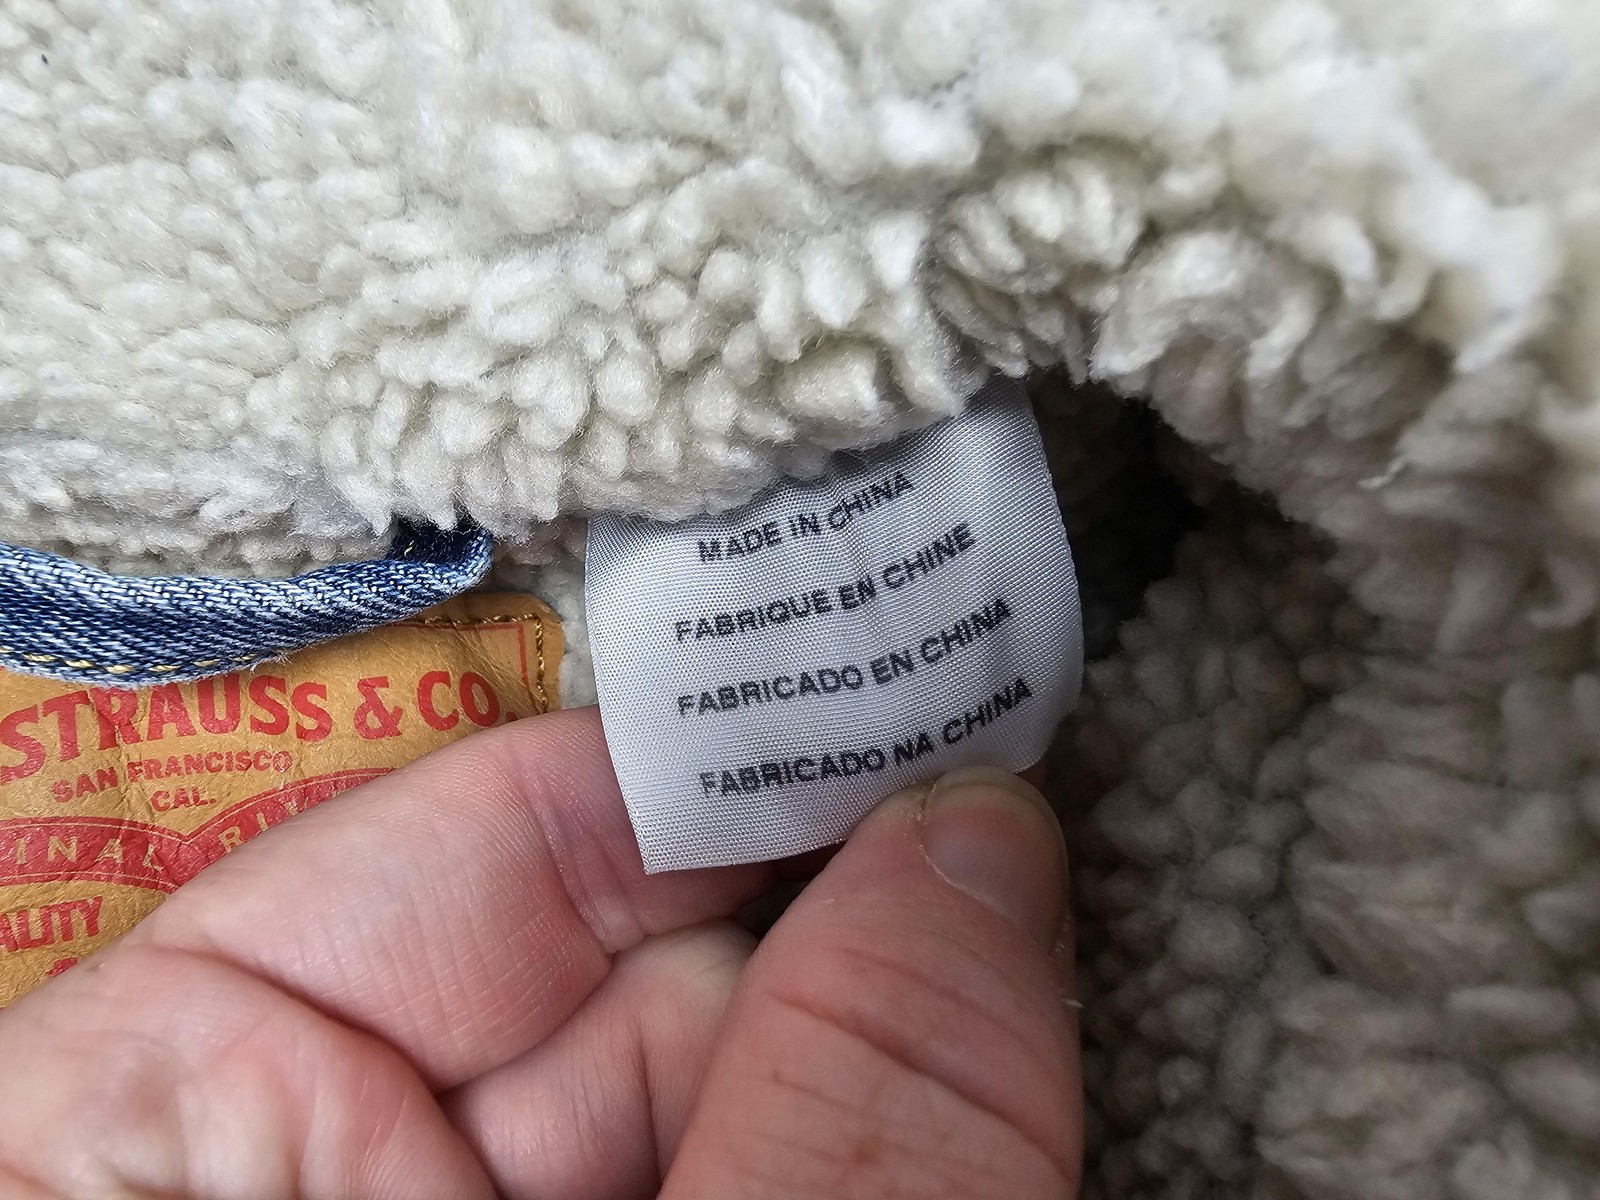 MADE IN CHINA
FABRIQUE EN CHINE
FABRICADO EN CHINA
FABRICADO NA CHINA
STRAUSS & CO.
SAN FRANCISCO
CAL.